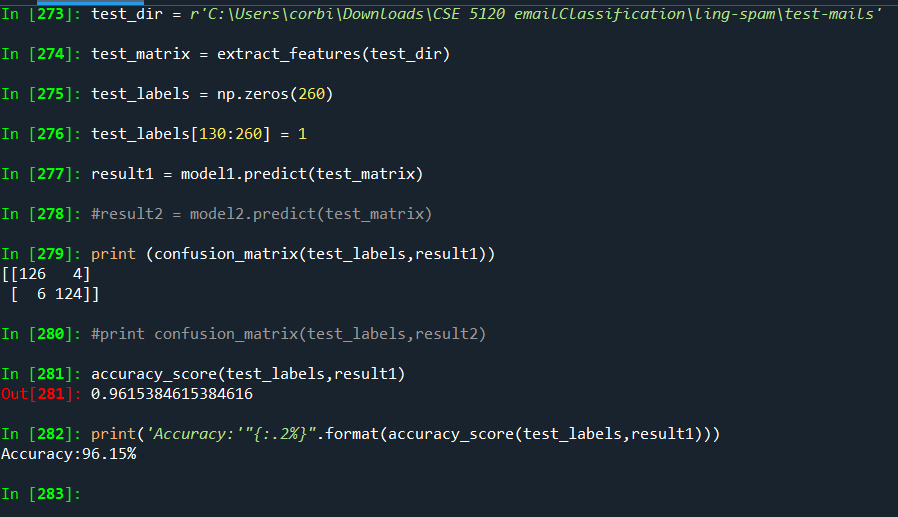 In [273]: test_dir = r'C:\Users\corbi\Downloads\CSE 5120 emailClassification\ling-spam\test-mails'
In [274]: test_matrix = extract_features(test_dir)
In [275]: test_labels = np.zeros(260)
In [276]: test_labels[130:260] = 1
In [277]: result1 = model1.predict(test_matrix)
In [278]: #result2 = model2.predict(test_matrix)
In [279]: print (confusion_matrix(test_labels,result1))
[[126   4]
 [  6 124]]
In [280]: #print confusion_matrix(test_labels,result2)
In [281]: accuracy_score(test_labels,result1)
Out[281]: 0.9615384615384616
In [282]: print('Accuracy:'"{:.2%}".format(accuracy_score(test_labels,result1)))
Accuracy:96.15%
In [283]: